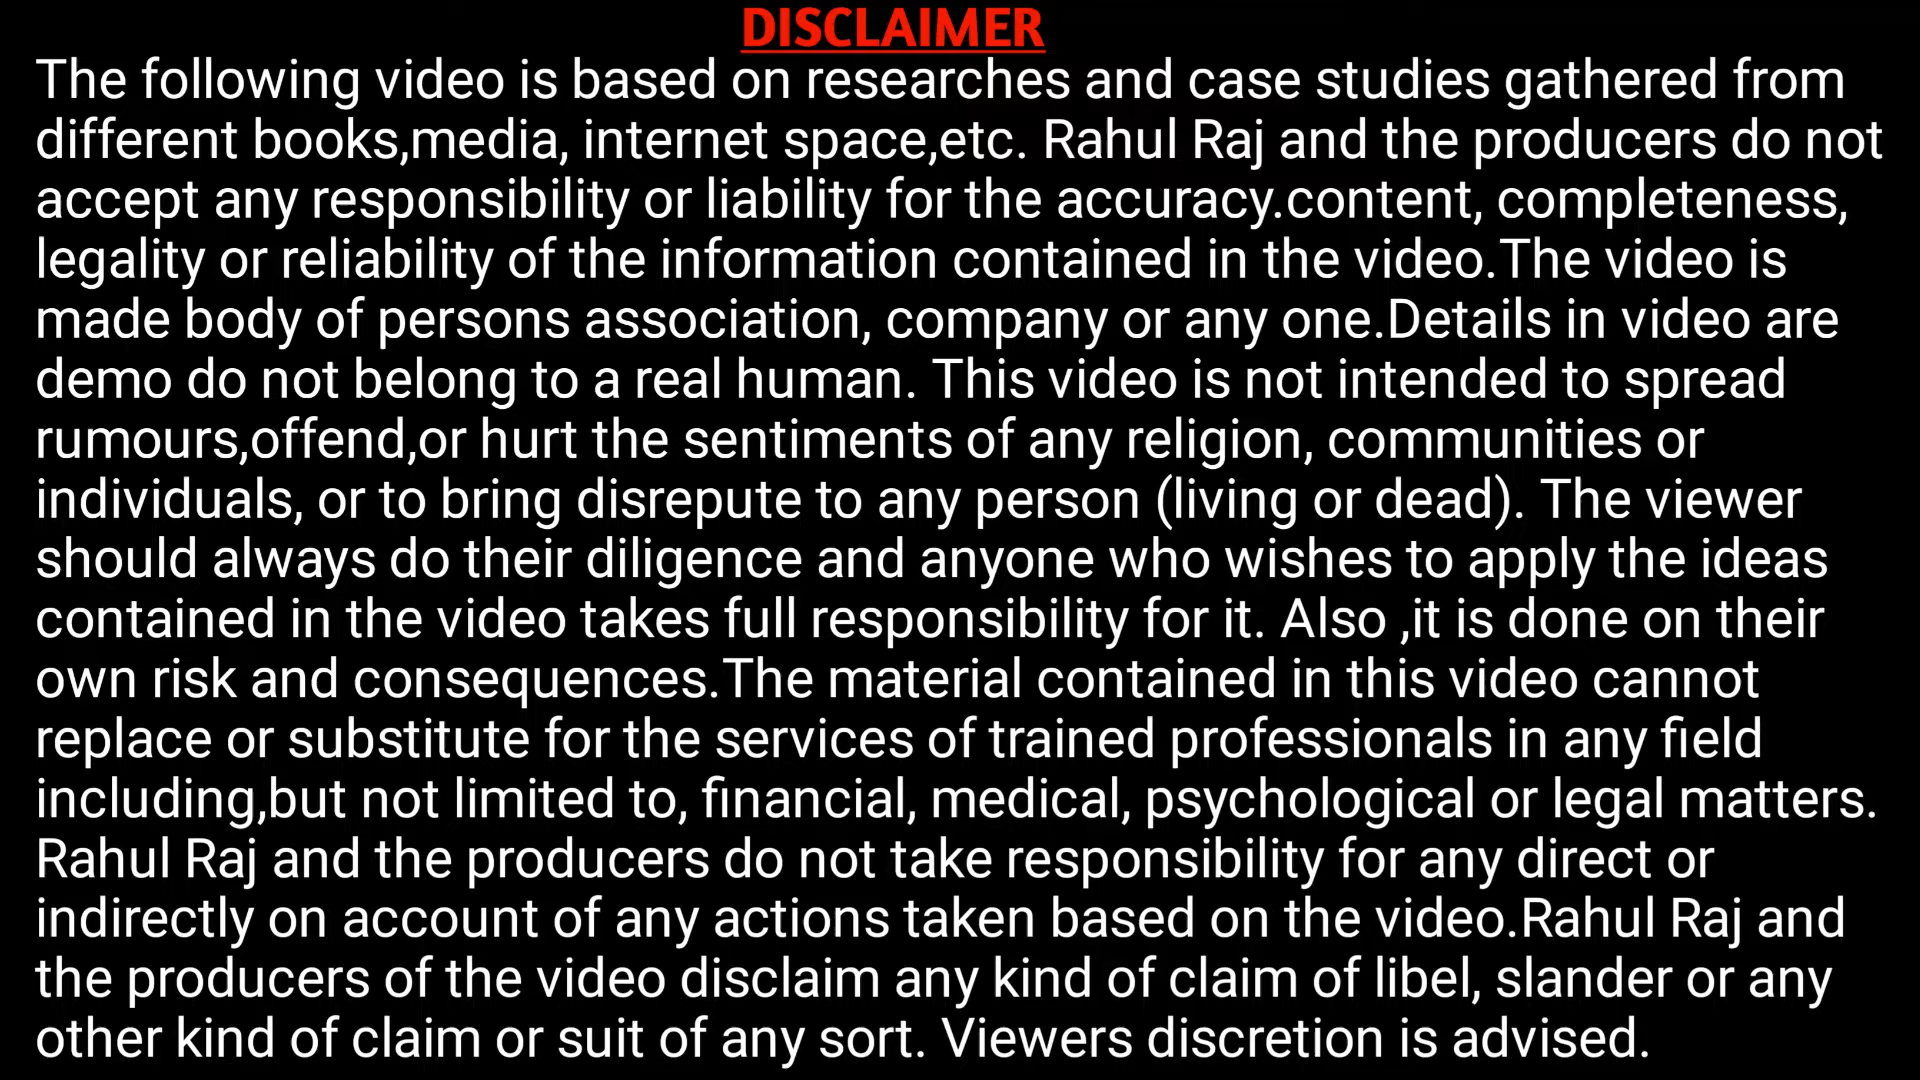 DISCLAIMER
The following video is based on researches and case studies gathered from
different books,media, internet space,etc. Rahul Raj and the producers do not
accept any responsibility or liability for the accuracy.content, completeness,
legality or reliability of the information contained in the video.The video is
made body of persons association, company or any one.Details in video are
demo do not belong to a real human. This video is not intended to spread
rumours,offend,or hurt the sentiments of any religion, communities or
individuals, or to bring disrepute to any person (living or dead). The viewer
should always do their diligence and anyone who wishes to apply the ideas
contained in the video takes full responsibility for it. Also ,it is done on their
own risk and consequences.The material contained in this video cannot
replace or substitute for the services of trained professionals in any field
including,but not limited to, financial, medical, psychological or legal matters.
Rahul Raj and the producers do not take responsibility for any direct or
indirectly on account of any actions taken based on the video.Rahul Raj and
the producers of the video disclaim any kind of claim of libel, slander or any
other kind of claim or suit of any sort. Viewers discretion is advised.